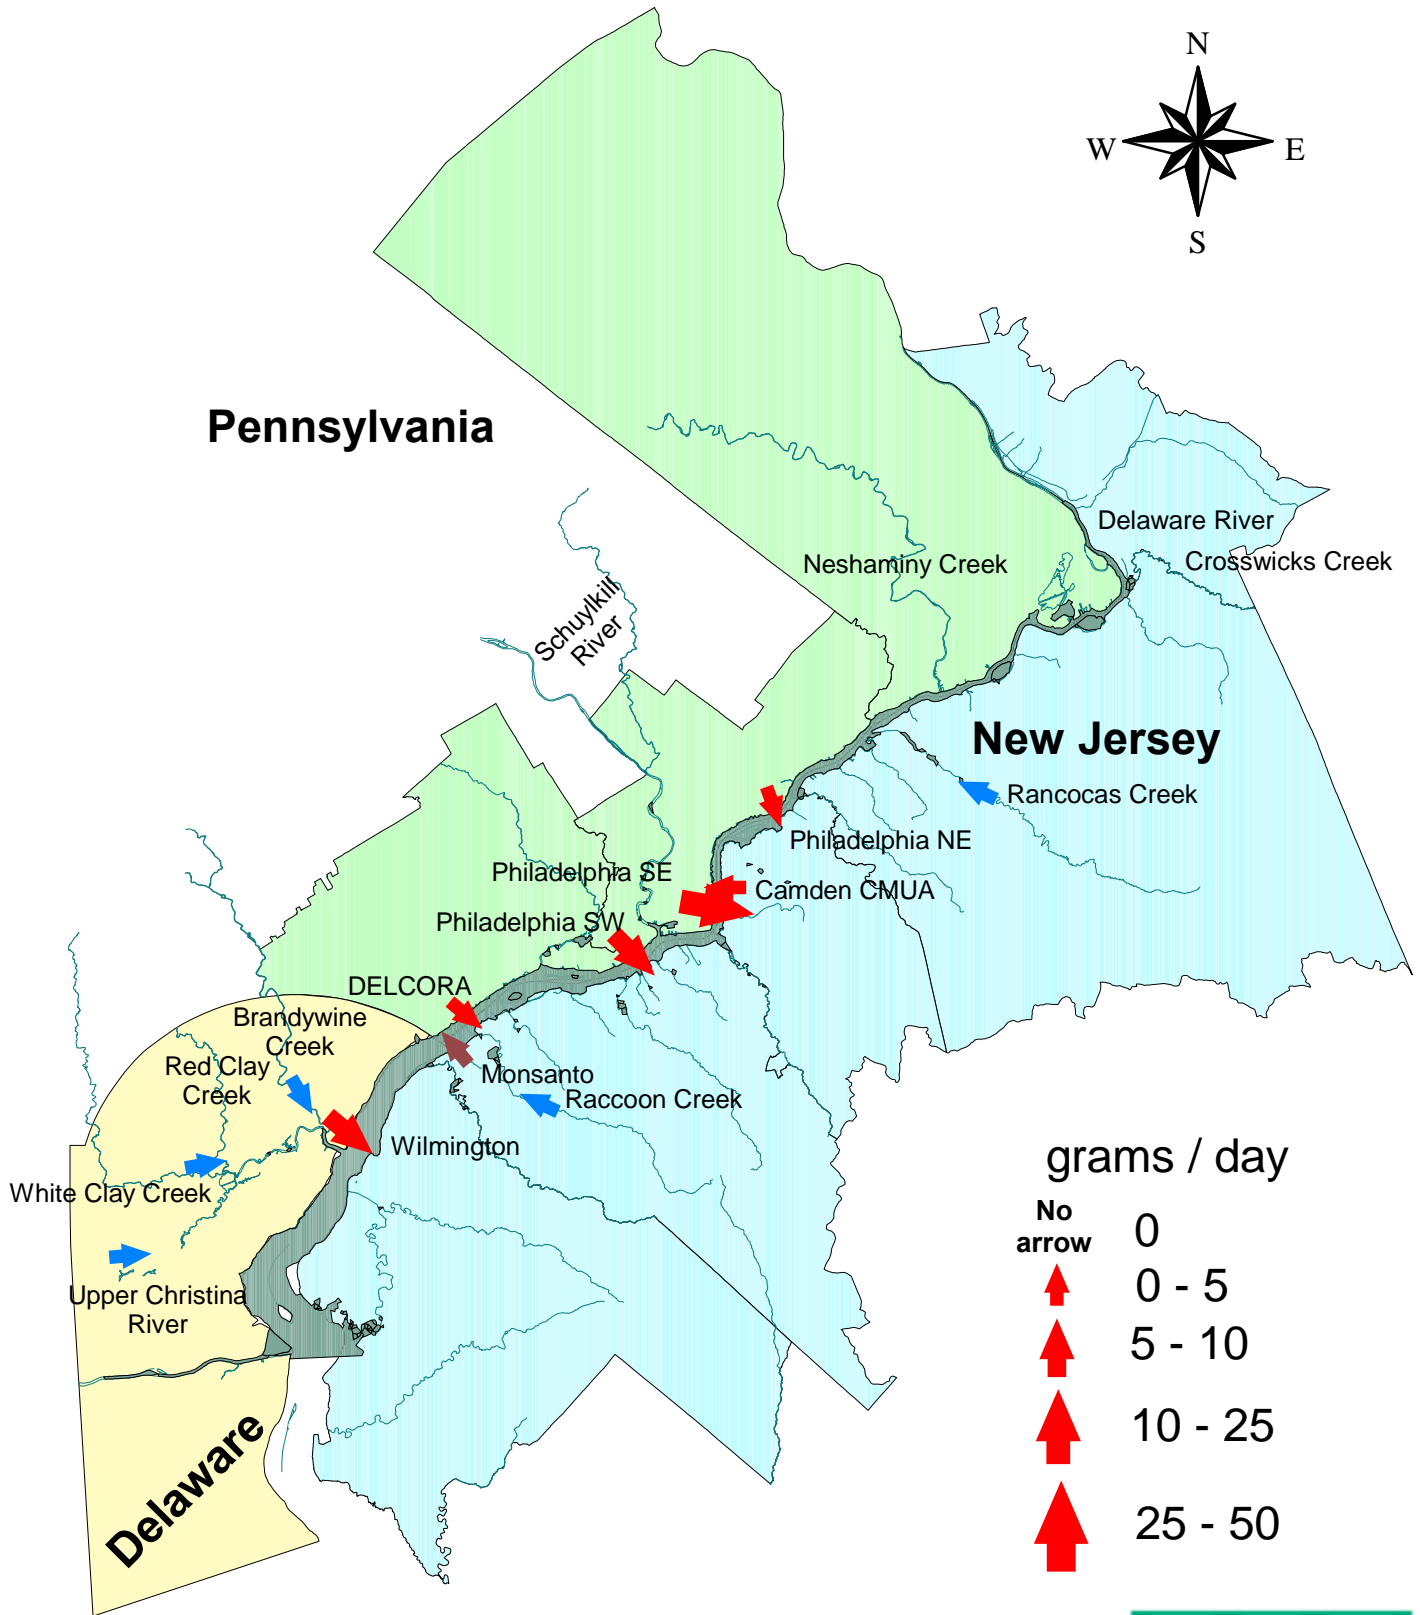 N
W
E
S
Pennsylvania
Delaware River
Crosswicks Creek
Neshaminy Creek
Schuylkill
River
New Jersey
Rancocas Creek
Philadelphia NE
Philadelphia SE
Camden CMUA
Philadelphia SW
DELCORA
Brandywine
Creek
Red Clay
Creek
Monsanto
Raccoon Creek
Wilmington
White Clay Creek
Upper Christina
River
Delaware
grams / day
No
arrow
0
0 - 5
5 - 10
10 - 25
25 - 50